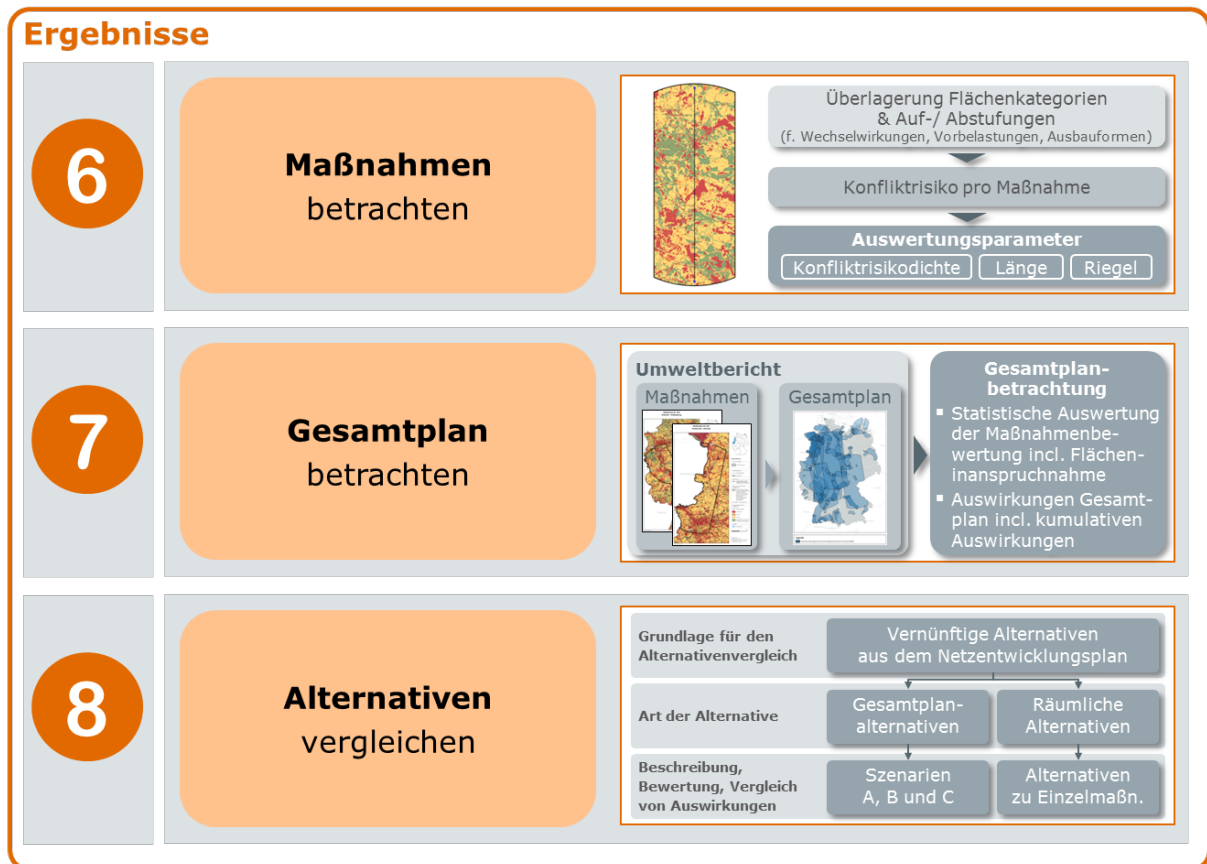 Ergebnisse
6
Maßnahmen
betrachten
Überlagerung Flächenkategorien
& Auf-/ Abstufungen
(f. Wechselwirkungen, Vorbelastungen, Ausbauformen)
Konfliktrisiko pro Maßnahme
Auswertungsparameter
Konfliktrisikodichte
Länge
Riegel
7
Gesamtplan
betrachten
Umweltbericht
Maßnahmen
Gesamtplan
Gesamtplan-
betrachtung
▪ Statistische Auswertung
der Maßnahmenbe-
wertung incl. Flächen-
inanspruchnahme
▪ Auswirkungen Gesamt-
plan incl. kumulativen
Auswirkungen
8
Alternativen
vergleichen
Grundlage für den
Alternativenvergleich
Vernünftige Alternativen
aus dem Netzentwicklungsplan
Art der Alternative
Gesamtplan-
alternativen
Räumliche
Alternativen
Beschreibung,
Bewertung, Vergleich
von Auswirkungen
Szenarien
A, B und C
Alternativen
zu Einzelmaßn.